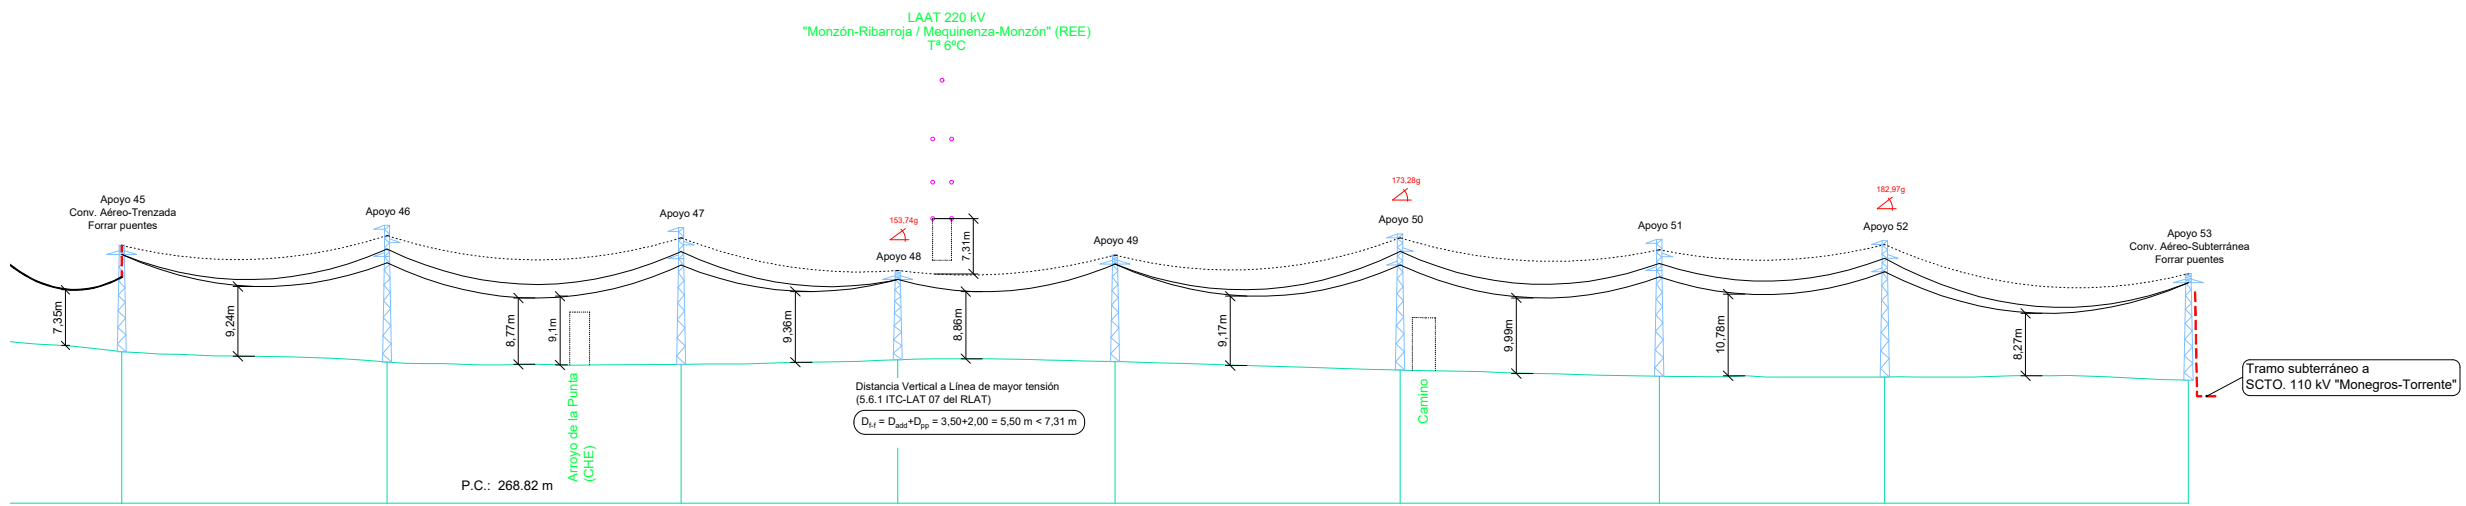 LAAT 220 kV
"Monzón-Ribarroja / Mequinenza-Monzón" (REE)
Tª 6ºC
Apoyo 45
Conv. Aéreo-Trenzada
Forrar puentes
Apoyo 46
Apoyo 47
153,74g
Apoyo 48
7,31m
Apoyo 49
173,28g
Apoyo 50
Apoyo 51
182,97g
Apoyo 52
Apoyo 53
Conv. Aéreo-Subterránea
Forrar puentes
7,35m
9,24m
8,77m
9,1m
9,36m
8,86m
9,17m
9,99m
10,78m
8,27m
Arroyo de la Punta
(CHE)
Distancia Vertical a Línea de mayor tensión
(5.6.1 ITC-LAT 07 del RLAT)
Df-f = Dadd+Dpp = 3,50+2,00 = 5,50 m < 7,31 m
Camino
Tramo subterráneo a
SCTO. 110 kV "Monegros-Torrente"
P.C.: 268.82 m